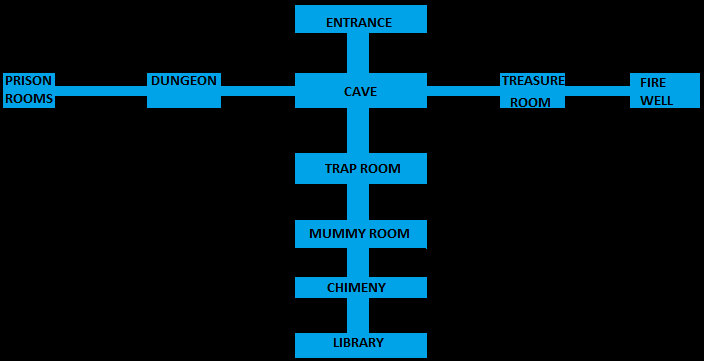 ENTRANCE
PRISON
ROOMS
DUNGEON
CAVE
TREASURE
ROOM
FIRE
WELL
TRAP ROOM
MUMMY ROOM
CHIMENY
LIBRARY